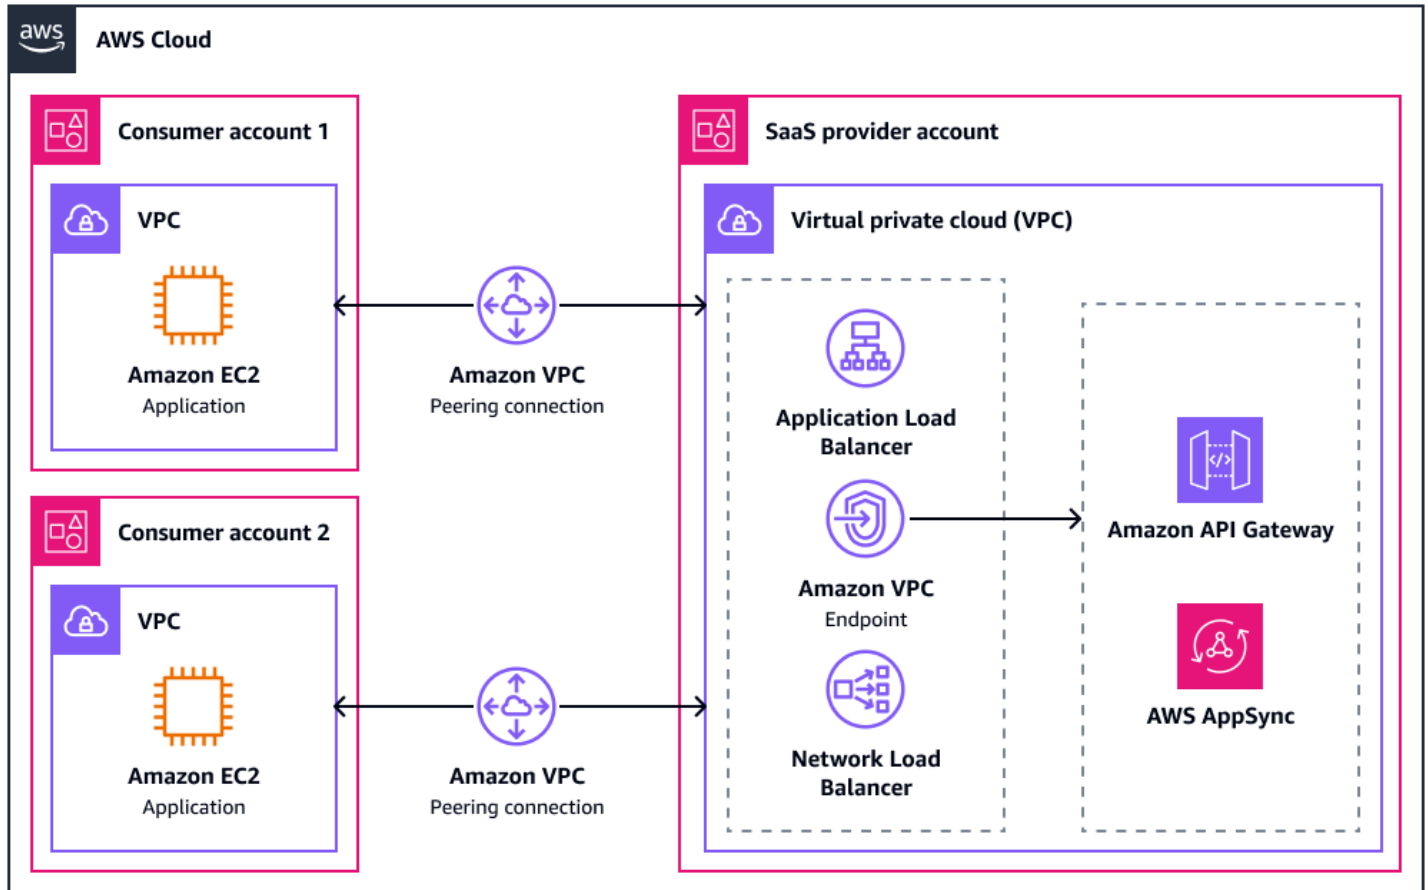 aws
AWS Cloud
Consumer account 1
VPC
Amazon EC2
Application
Amazon VPC
Peering connection
Consumer account 2
VPC
Amazon EC2
Application
Amazon VPC
Peering connection
SaaS provider account
Virtual private cloud (VPC)
Application Load
Balancer
Amazon VPC
Endpoint
Network Load
Balancer
</>
Amazon API Gateway
AWS AppSync